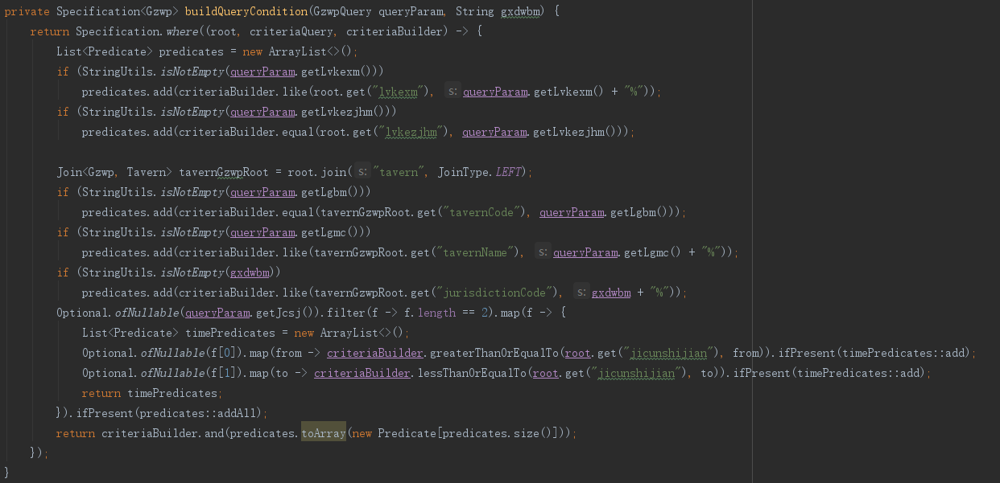 private Specification<Gzwp> buildQueryCondition(GzwpQuery queryParam, String gxdwbm) {
return Specification.where((root, criteriaQuery, criteriaBuilder) -> {
List<Predicate> predicates = new ArrayList<>();
if (StringUtils.isNotEmpty(queryParam.getLvkexm()))
predicates.add(criteriaBuilder.like(root.get("lvkexm"), s: queryParam.getLvkexm() + "%"));
if (StringUtils.isNotEmpty(queryParam.getLvkezjhm()))
predicates.add(criteriaBuilder.equal(root.get("lvkezjhm"), queryParam.getLvkezjhm()));
Join<Gzwp, Tavern> tavernGzwpRoot = root.join( s: "tavern", JoinType.LEFT);
if (StringUtils.isNotEmpty(queryParam.getLgbm()))
predicates.add(criteriaBuilder.equal(tavernGzwpRoot.get("tavernCode"), queryParam.getLgbm()));
if (StringUtils.isNotEmpty(queryParam.getLgmc()))
predicates.add(criteriaBuilder.like(tavernGzwpRoot.get("tavernName"), s: queryParam.getLgmc() + "%"));
if (StringUtils.isNotEmpty(gxdwbm))
predicates.add(criteriaBuilder.like(tavernGzwpRoot.get("jurisdictionCode"), s: gxdwbm + "%"));
Optional.ofNullable(queryParam.getJcsj()).filter(f -> f.length == 2).map(f -> {
List<Predicate> timePredicates = new ArrayList<>();
Optional.ofNullable(f[0]).map(from -> criteriaBuilder.greaterThanOrEqualTo(root.get("jicunshijian"), from)).ifPresent(timePredicates::add);
Optional.ofNullable(f[1]).map(to -> criteriaBuilder.lessThanOrEqualTo(root.get("jicunshijian"), to)).ifPresent(timePredicates::add);
return timePredicates;
}).ifPresent(predicates::addAll);
return criteriaBuilder.and(predicates.toArray(new Predicate[predicates.size()]));
});
}